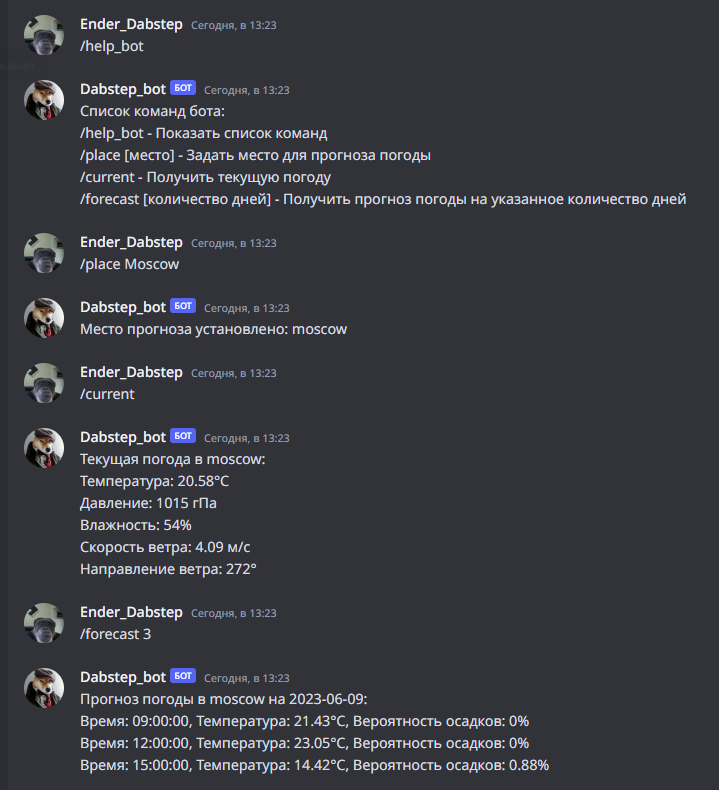 Ender_Dabstep Сегодня, в 13:23
/help_bot
Dabstep_bot БОТ Сегодня, в 13:23
Список команд бота:
/help_bot - Показать список команд
/place [место] - Задать место для прогноза погоды
/current - Получить текущую погоду
/forecast [количество дней] - Получить прогноз погоды на указанное количество дней
Ender_Dabstep Сегодня, в 13:23
/place Moscow
Dabstep_bot БОТ Сегодня, в 13:23
Место прогноза установлено: moscow
Ender_Dabstep Сегодня, в 13:23
/current
Dabstep_bot БОТ Сегодня, в 13:23
Текущая погода в moscow:
Температура: 20.58°C
Давление: 1015 гПа
Влажность: 54%
Скорость ветра: 4.09 м/с
Направление ветра: 272°
Ender_Dabstep Сегодня, в 13:23
/forecast 3
Dabstep_bot БОТ Сегодня, в 13:23
Прогноз погоды в moscow на 2023-06-09:
Время: 09:00:00, Температура: 21.43°C, Вероятность осадков: 0%
Время: 12:00:00, Температура: 23.05°C, Вероятность осадков: 0%
Время: 15:00:00, Температура: 14.42°C, Вероятность осадков: 0.88%